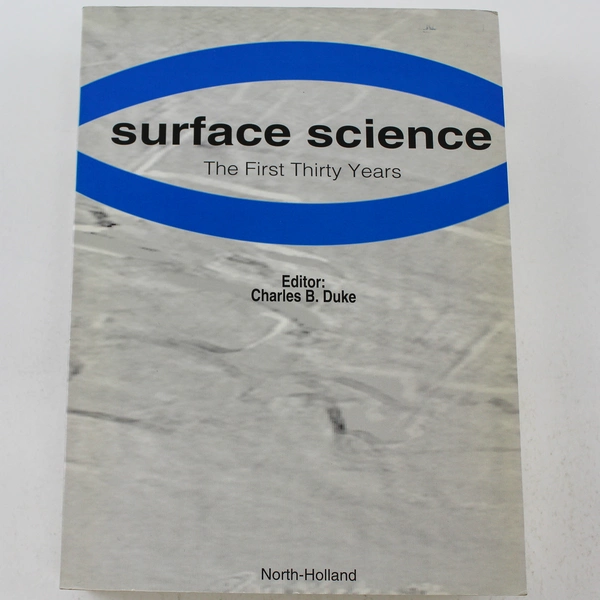 surface science
The First Thirty Years
Editor:
Charles B. Duke
North-Holland